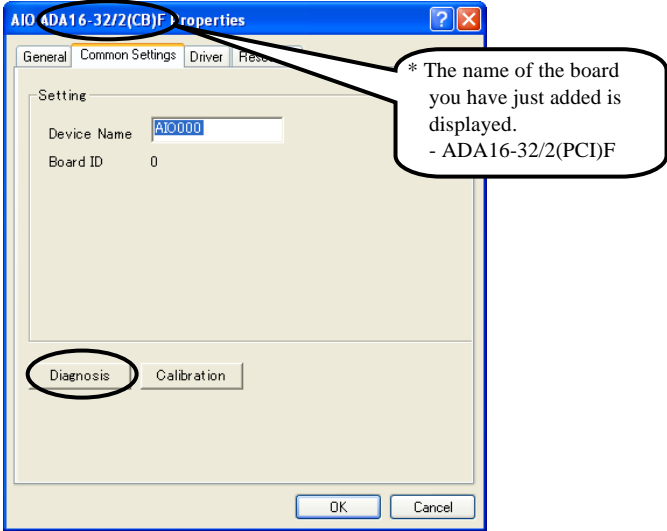 AIO ADA16-32/2(CB)F Properties
General Common Settings Driver
* The name of the board
you have just added is
displayed.
- ADA16-32/2(PCI)F
Setting
Device Name AIO000
Board ID 0
Diagnosis Calibration
OK Cancel